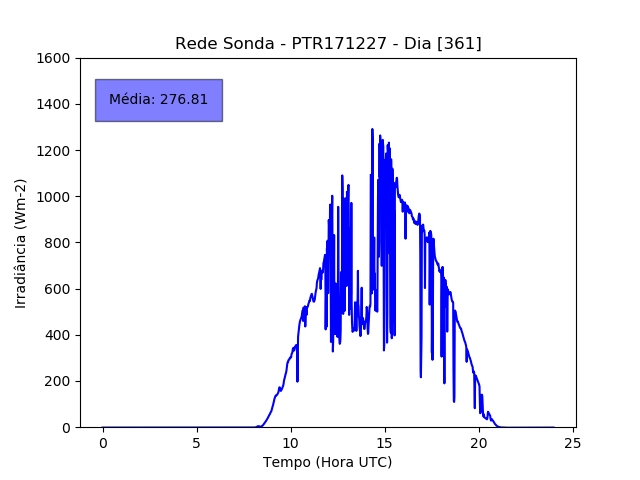 Rede Sonda - PTR171227 - Dia [361]
Irradiância (Wm-2)
1600
1400
1200
1000
800
600
400
200
0
Média: 276.81
0 5 10 15 20 25
Tempo (Hora UTC)